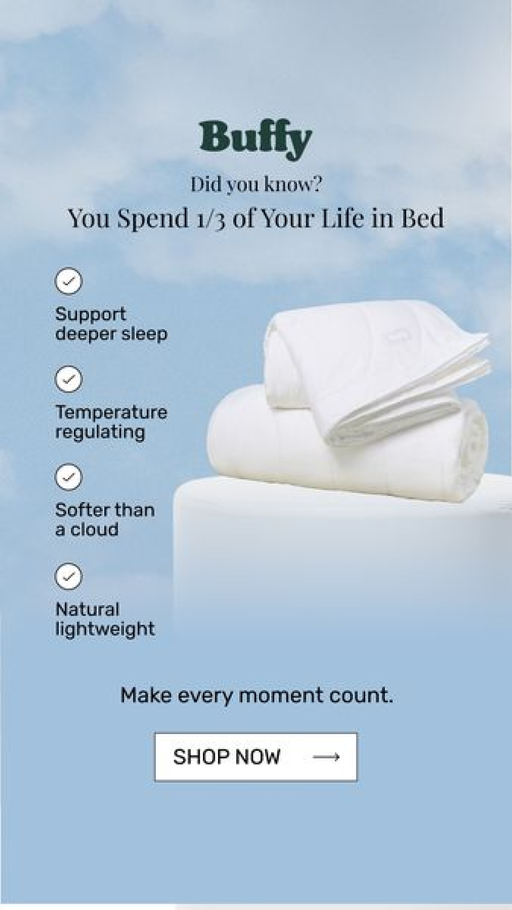 Buffy
Did you know?
You Spend 1/3 of Your Life in Bed
Support
deeper sleep
Temperature
regulating
Softer than
a cloud
Natural
lightweight
Make every moment count.
SHOP NOW →